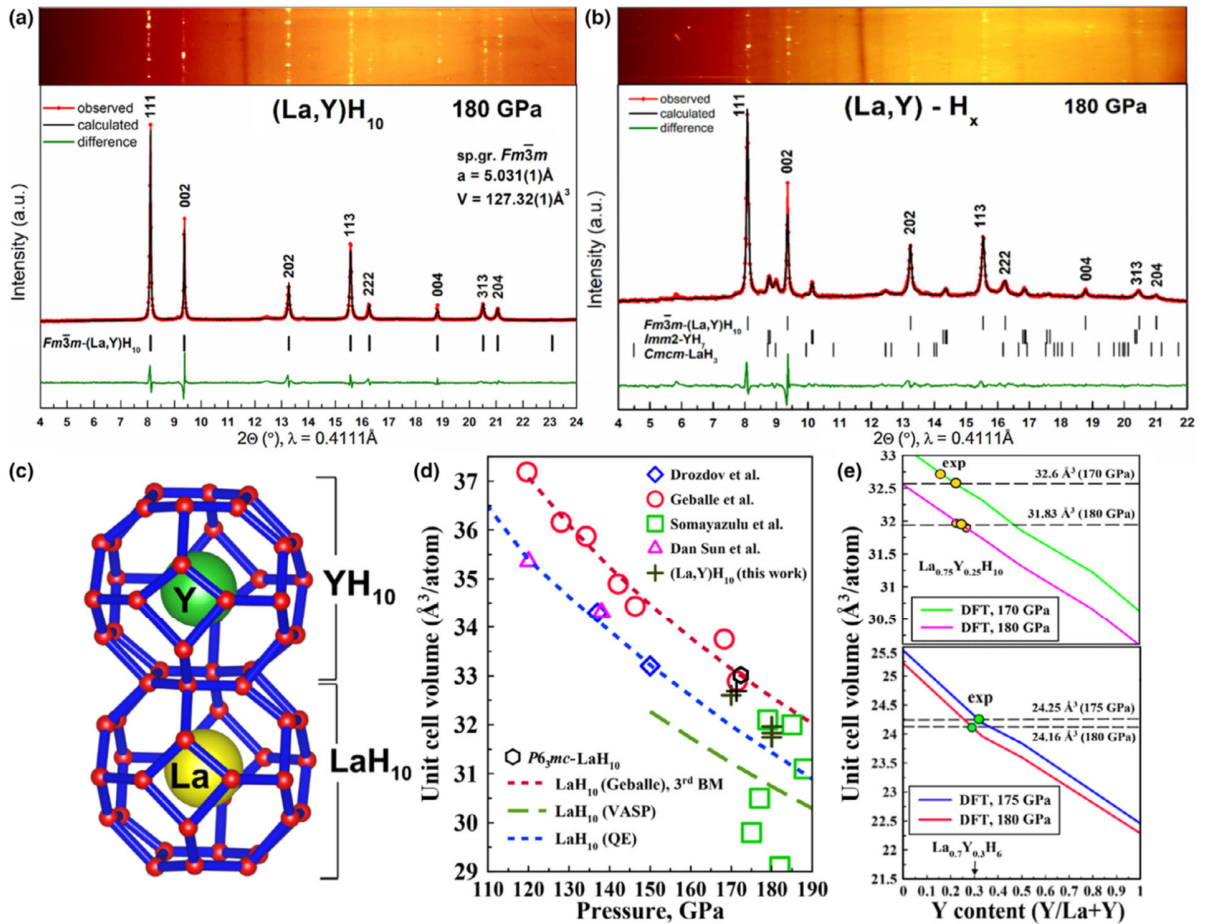 (a)
observed
calculated
difference
(La,Y)H10
180 GPa
sp.gr. Fm3̄m
a = 5.031(1)Å
V = 127.32(1)Å³
111
002
202
113
222
004
313
204
Intensity (a.u.)
Fm3̄m-(La,Y)H10
4 5 6 7 8 9 10 11 12 13 14 15 16 17 18 19 20 21 22 23 24
2Θ (°), λ = 0.4111Å
(b)
observed
calculated
difference
(La,Y) - Hx
180 GPa
111
002
202
113
222
004
313
204
Intensity (a.u.)
Fm3̄m-(La,Y)H10
Imm2-YH7
Cmcm-LaH3
4 5 6 7 8 9 10 11 12 13 14 15 16 17 18 19 20 21 22
2Θ (°), λ = 0.4111Å
(c)
Y
YH10
La
LaH10
(d)
Unit cell volume (Å³/atom)
37
36
35
34
33
32
31
30
29
Drozdov et al.
Geballe et al.
Somayazulu et al.
Dan Sun et al.
(La,Y)H10 (this work)
P63mc-LaH10
LaH10 (Geballe), 3rd BM
LaH10 (VASP)
LaH10 (QE)
110 120 130 140 150 160 170 180 190
Pressure, GPa
(e)
Unit cell volume (Å³/atom)
32.5
32
31.5
31
30.5
exp
32.6 Å³ (170 GPa)
31.83 Å³ (180 GPa)
La0.75Y0.25H10
DFT, 170 GPa
DFT, 180 GPa
25.5
25
24.5
24
23.5
23
22.5
22
21.5
exp
24.25 Å³ (175 GPa)
24.16 Å³ (180 GPa)
DFT, 175 GPa
DFT, 180 GPa
La0.7Y0.3H6
0 0.1 0.2 0.3 0.4 0.5 0.6 0.7 0.8 0.9 1
Y content (Y/La+Y)